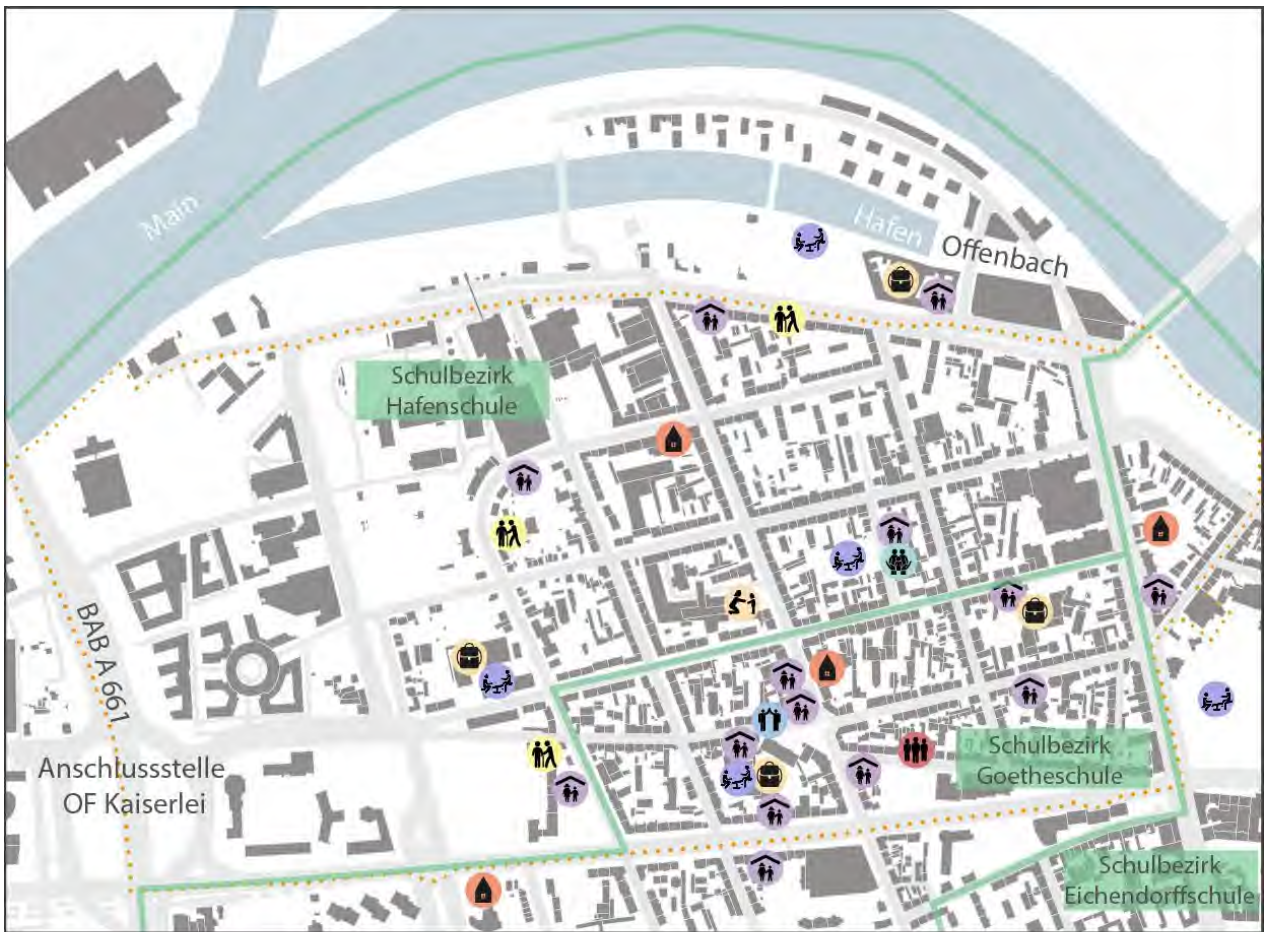 Main
Hafen
Offenbach
Schulbezirk
Hafenschule
BAB A 661
Anschlussstelle
OF Kaiserlei
Schulbezirk
Goetheschule
Schulbezirk
Eichendorffschule